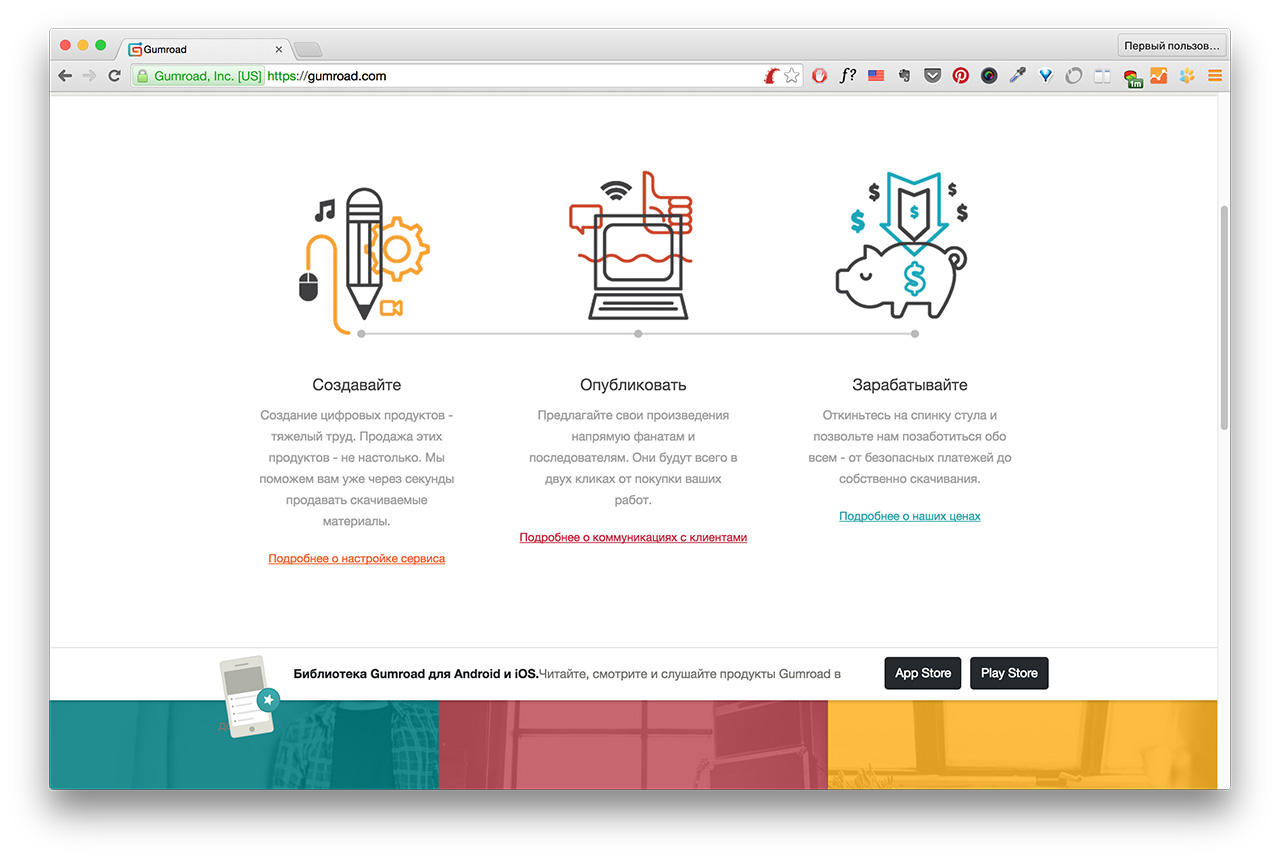 Gumroad
Первый пользов...
Gumroad, Inc. [US] https://gumroad.com
f?
1m
$ $ $ $ $ $
Создавайте
Создание цифровых продуктов -
тяжелый труд. Продажа этих
продуктов - не настолько. Мы
поможем вам уже через секунды
продавать скачиваемые
материалы.
Подробнее о настройке сервиса
Опубликовать
Предлагайте свои произведения
напрямую фанатам и
последователям. Они будут всего в
двух кликах от покупки ваших
работ.
Подробнее о коммуникациях с клиентами
Зарабатывайте
Откиньтесь на спинку стула и
позвольте нам позаботиться обо
всем - от безопасных платежей до
собственно скачивания.
Подробнее о наших ценах
Библиотека Gumroad для Android и iOS.Читайте, смотрите и слушайте продукты Gumroad в
App Store
Play Store